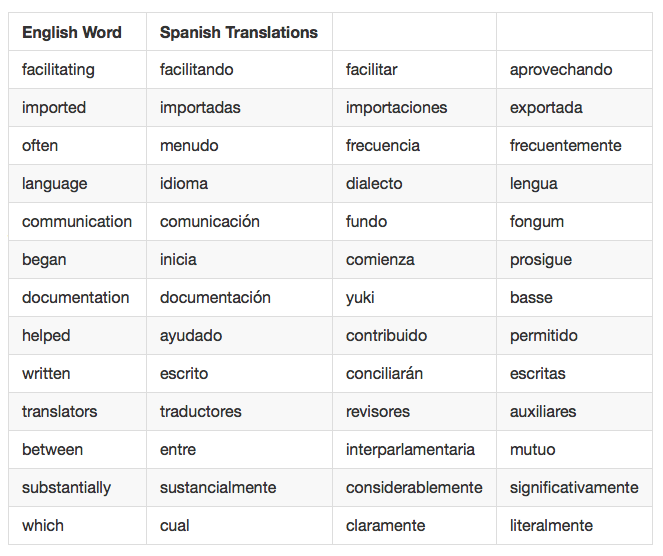 English Word Spanish Translations
facilitating facilitando facilitar aprovechando
imported importadas importaciones exportada
often menudo frecuencia frecuentemente
language idioma dialecto lengua
communication comunicación fundo fongum
began inicia comienza prosigue
documentation documentación yuki basse
helped ayudado contribuido permitido
written escrito conciliarán escritas
translators traductores revisores auxiliares
between entre interparlamentaria mutuo
substantially sustancialmente considerablemente significativamente
which cual claramente literalmente